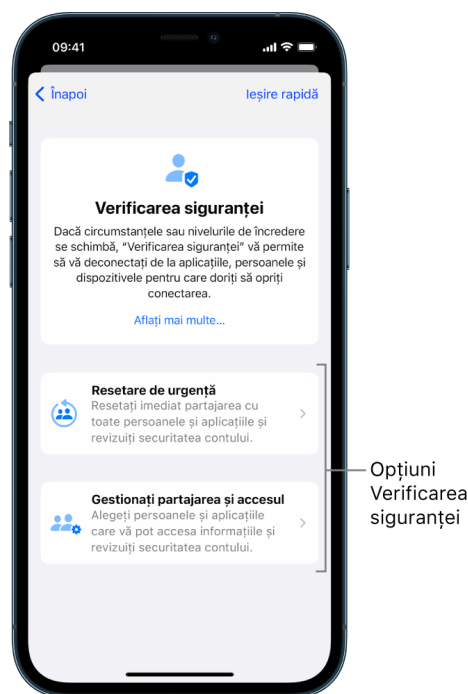 09:41
Înapoi
Ieșire rapidă
Verificarea siguranței
Dacă circumstanțele sau nivelurile de încredere
se schimbă, “Verificarea siguranței” vă permite
să vă deconectați de la aplicațiile, persoanele și
dispozitivele pentru care doriți să opriți
conectarea.
Aflați mai multe...
Resetare de urgență
Resetați imediat partajarea cu
toate persoanele și aplicațiile și
revizuiți securitatea contului.
Gestionați partajarea și accesul
Alegeți persoanele și aplicațiile
care vă pot accesa informațiile și
revizuiți securitatea contului.
Opțiuni
Verificarea
siguranței